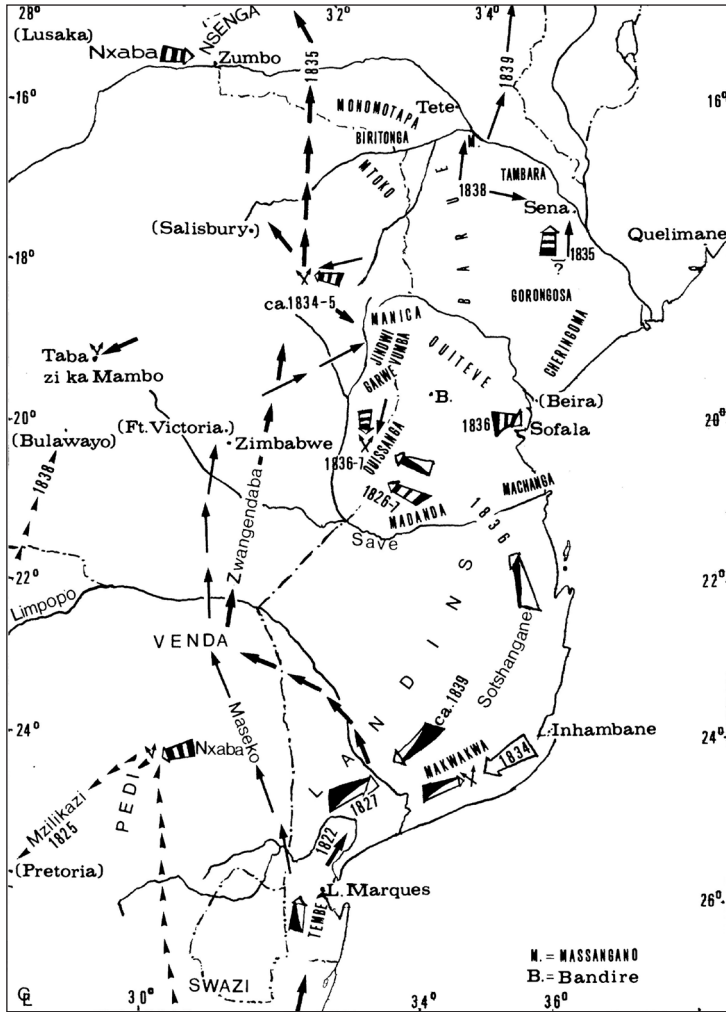 28°
32°
34°
(Lusaka)
NSENGA
Nxaba
Zumbo
1835
1839
16°
16°
MONOMOTAPA
Tete
BIRITONGA
M
MTOKO
TAMBARA
1838
BARUE
Sena
(Salisbury)
Quelimane
18°
18°
1835
?
ca. 1834-5
GORONGOSA
MANICA
CHERINGOMA
JINDWI
VUMBA
GARWE
QUITEVE
Taba
zi ka Mambo
B.
(Beira)
20°
20°
(Ft. Victoria.)
1836
Sofala
(Bulawayo)
Zimbabwe
1838
1836-7
QUISSANGA
1826-7
MACHANGA
MADANDA
1836
Save
Zwangendaba
22°
22°
Limpopo
VENDA
LANDINS
Sotshangane
ca. 1839
Maseko
24°
24°
Inhambane
Nxaba
MAKWAKWA
1834
Mzilikazi
1825
PEDI
1827
1822
(Pretoria)
L. Marques
26°
TEMBE
M. = MASSANGANO
B. = Bandire
SWAZI
30°
34°
36°